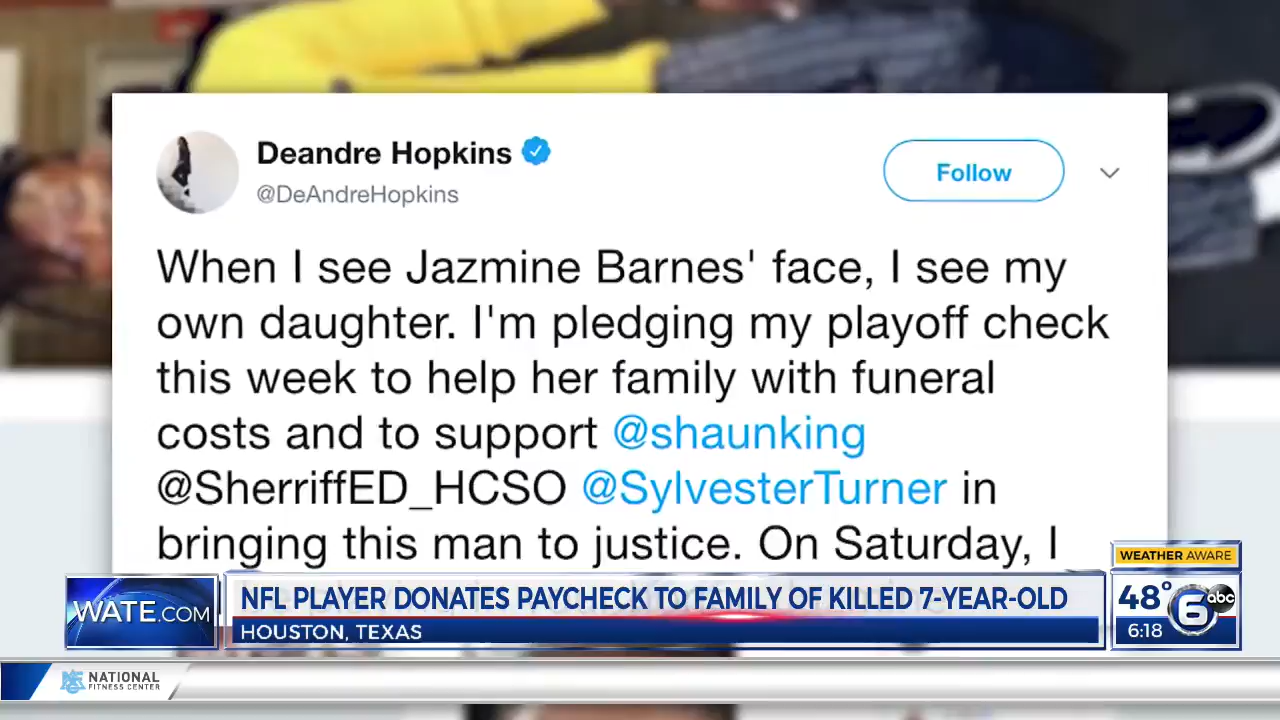 Deandre Hopkins
@DeAndreHopkins
Follow
When I see Jazmine Barnes' face, I see my
own daughter. I'm pledging my playoff check
this week to help her family with funeral
costs and to support @shaunking
@SherriffED_HCSO @SylvesterTurner in
bringing this man to justice. On Saturday, I
WEATHER AWARE
WATE.COM
NFL PLAYER DONATES PAYCHECK TO FAMILY OF KILLED 7-YEAR-OLD
HOUSTON, TEXAS
48°
6
abc
6:18
NATIONAL
FITNESS CENTER